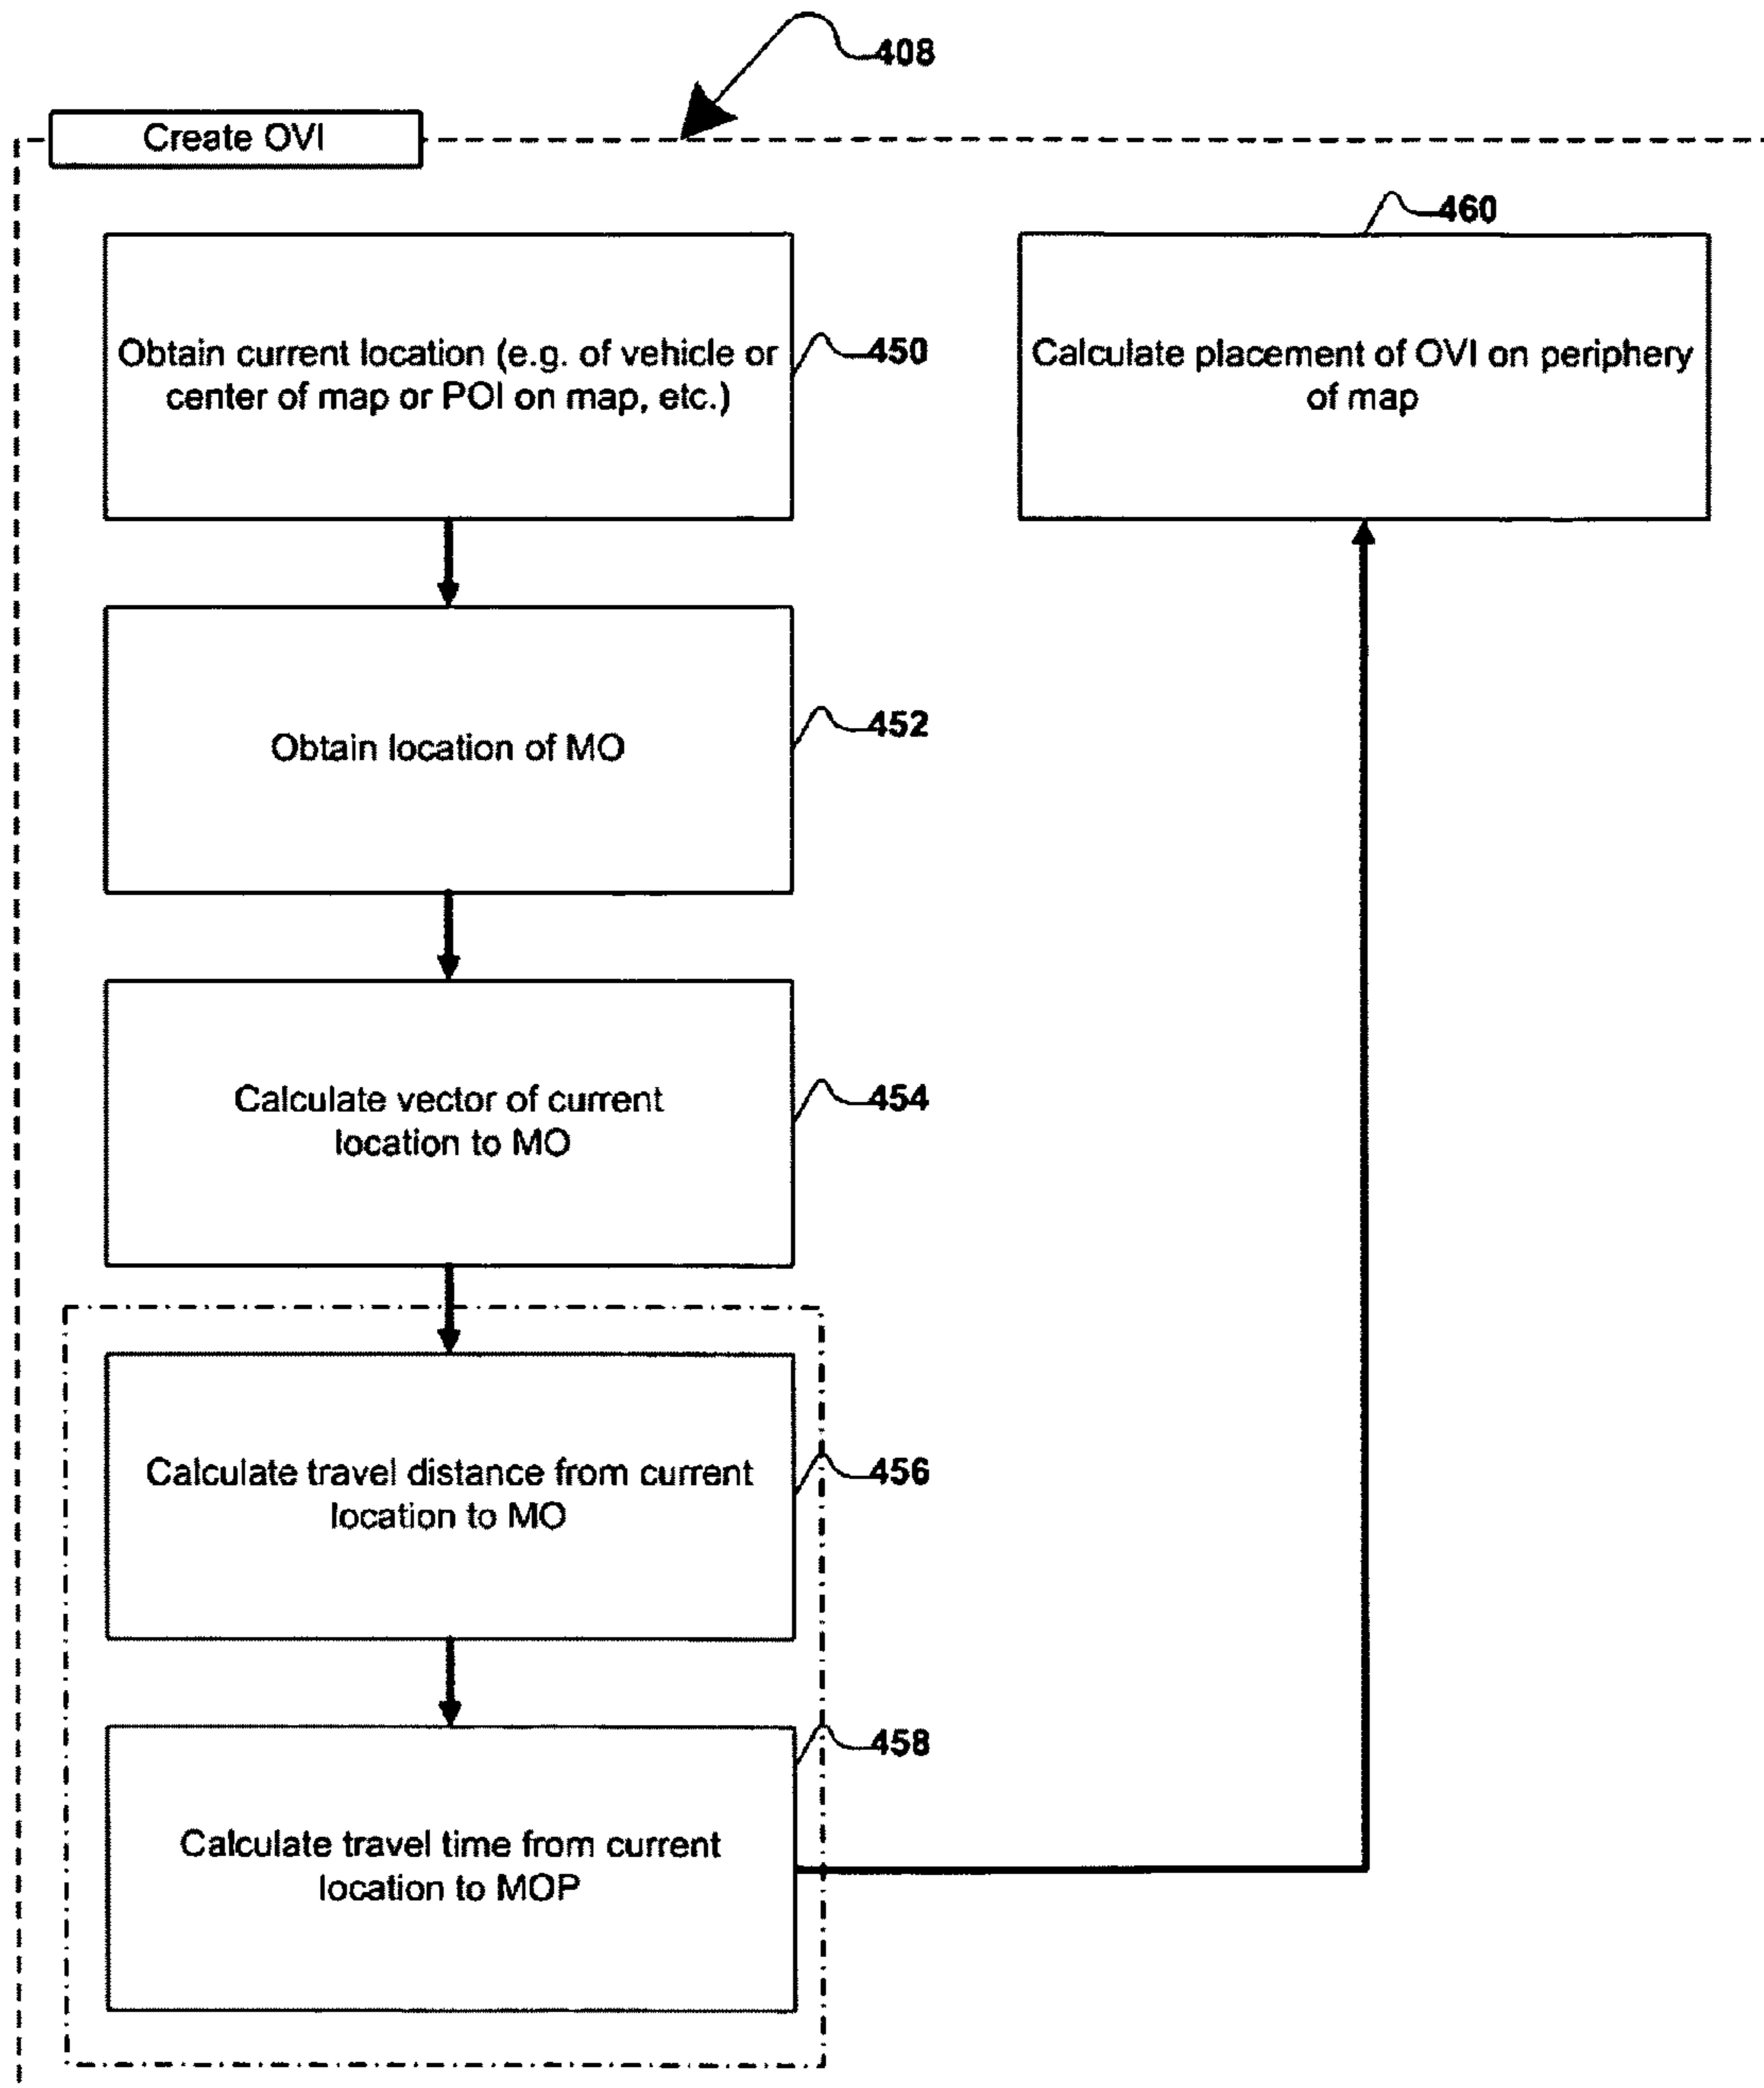 408
Create OVI
460
Obtain current location (e.g. of vehicle or
center of map or POI on map, etc.)
450
Calculate placement of OVI on periphery
of map
Obtain location of MO
452
Calculate vector of current
location to MO
454
Calculate travel distance from current
location to MO
456
Calculate travel time from current
location to MOP
458